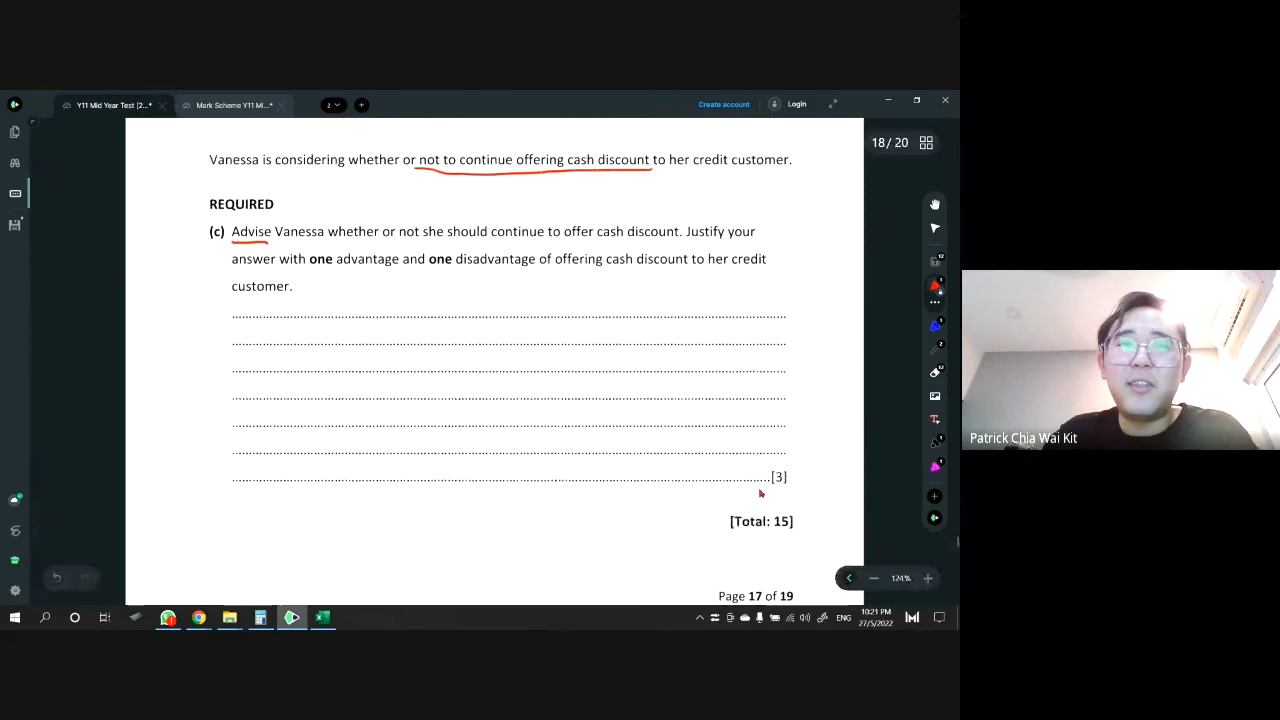 Y11 Mid Year Test [2...*
Mark Scheme Y11 Mi...*
2
Create account
Login
18/ 20
Vanessa is considering whether or not to continue offering cash discount to her credit customer.
REQUIRED
(c) Advise Vanessa whether or not she should continue to offer cash discount. Justify your
answer with one advantage and one disadvantage of offering cash discount to her credit
customer.
[3]
[Total: 15]
Page 17 of 19
124%
Patrick Chia Wai Kit
ENG
10:21 PM
27/5/2022